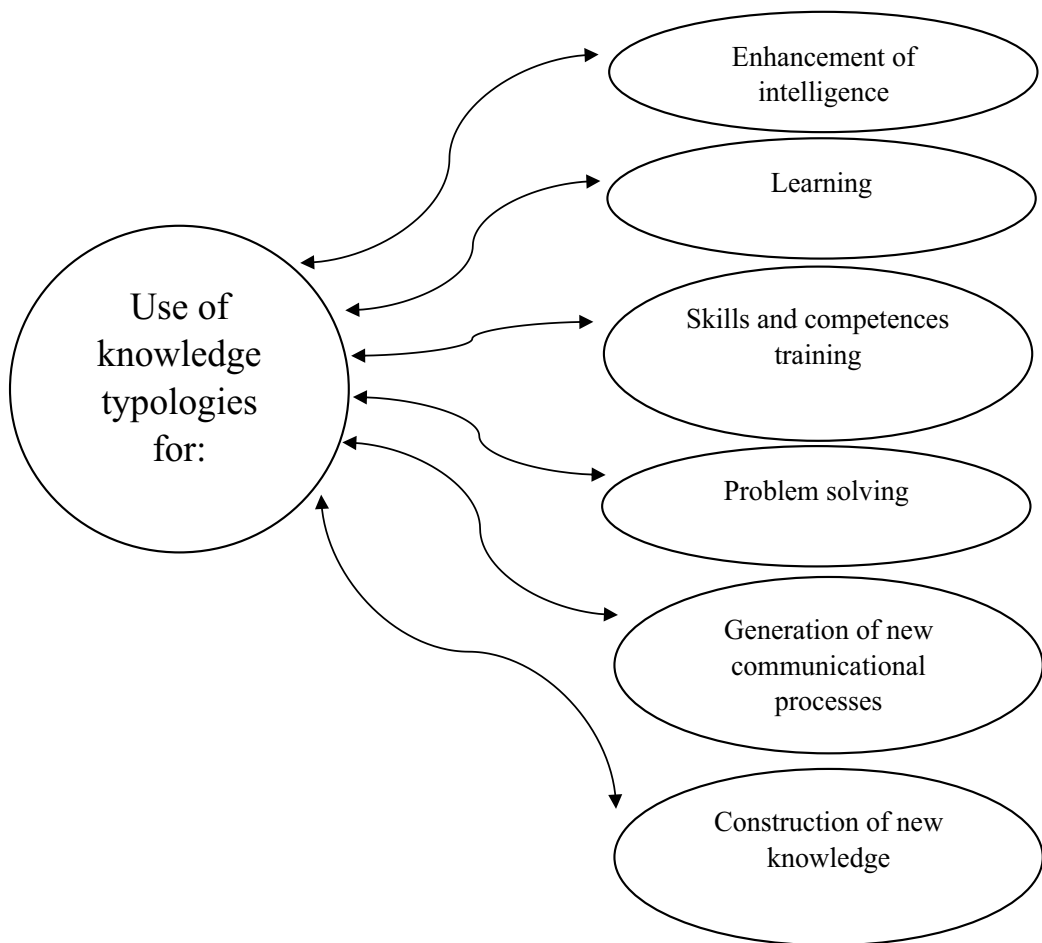 Use of
knowledge
typologies
for:
Enhancement of
intelligence
Learning
Skills and competences
training
Problem solving
Generation of new
communicational
processes
Construction of new
knowledge